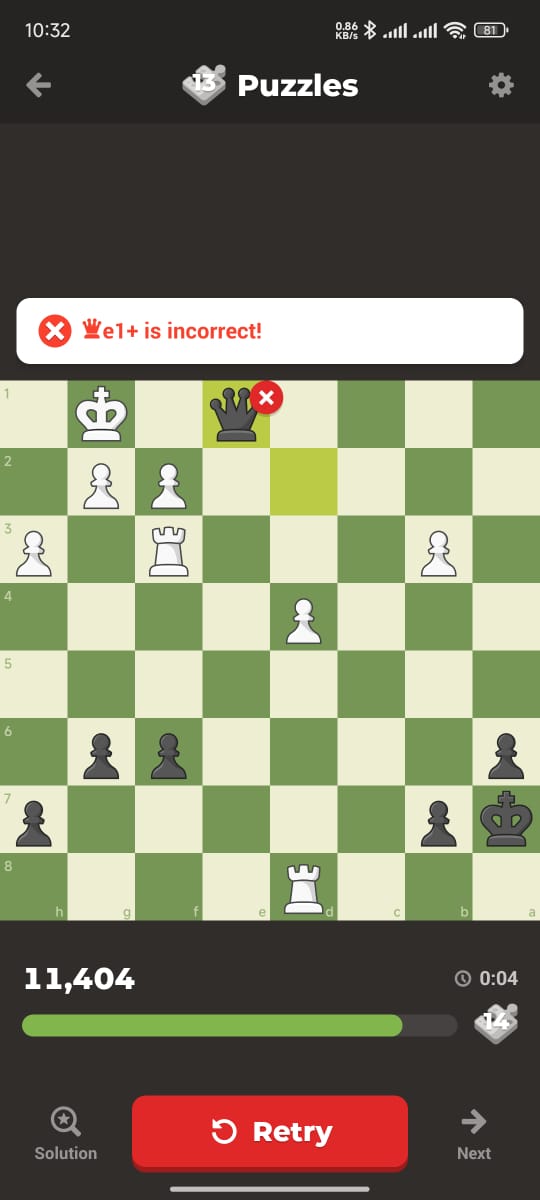 10:32
0.86
KB/s
81
13 Puzzles
♛e1+ is incorrect!
1
2
3
4
5
6
7
8
h g f e d c b a
11,404
0:04
14
Solution
Retry
Next